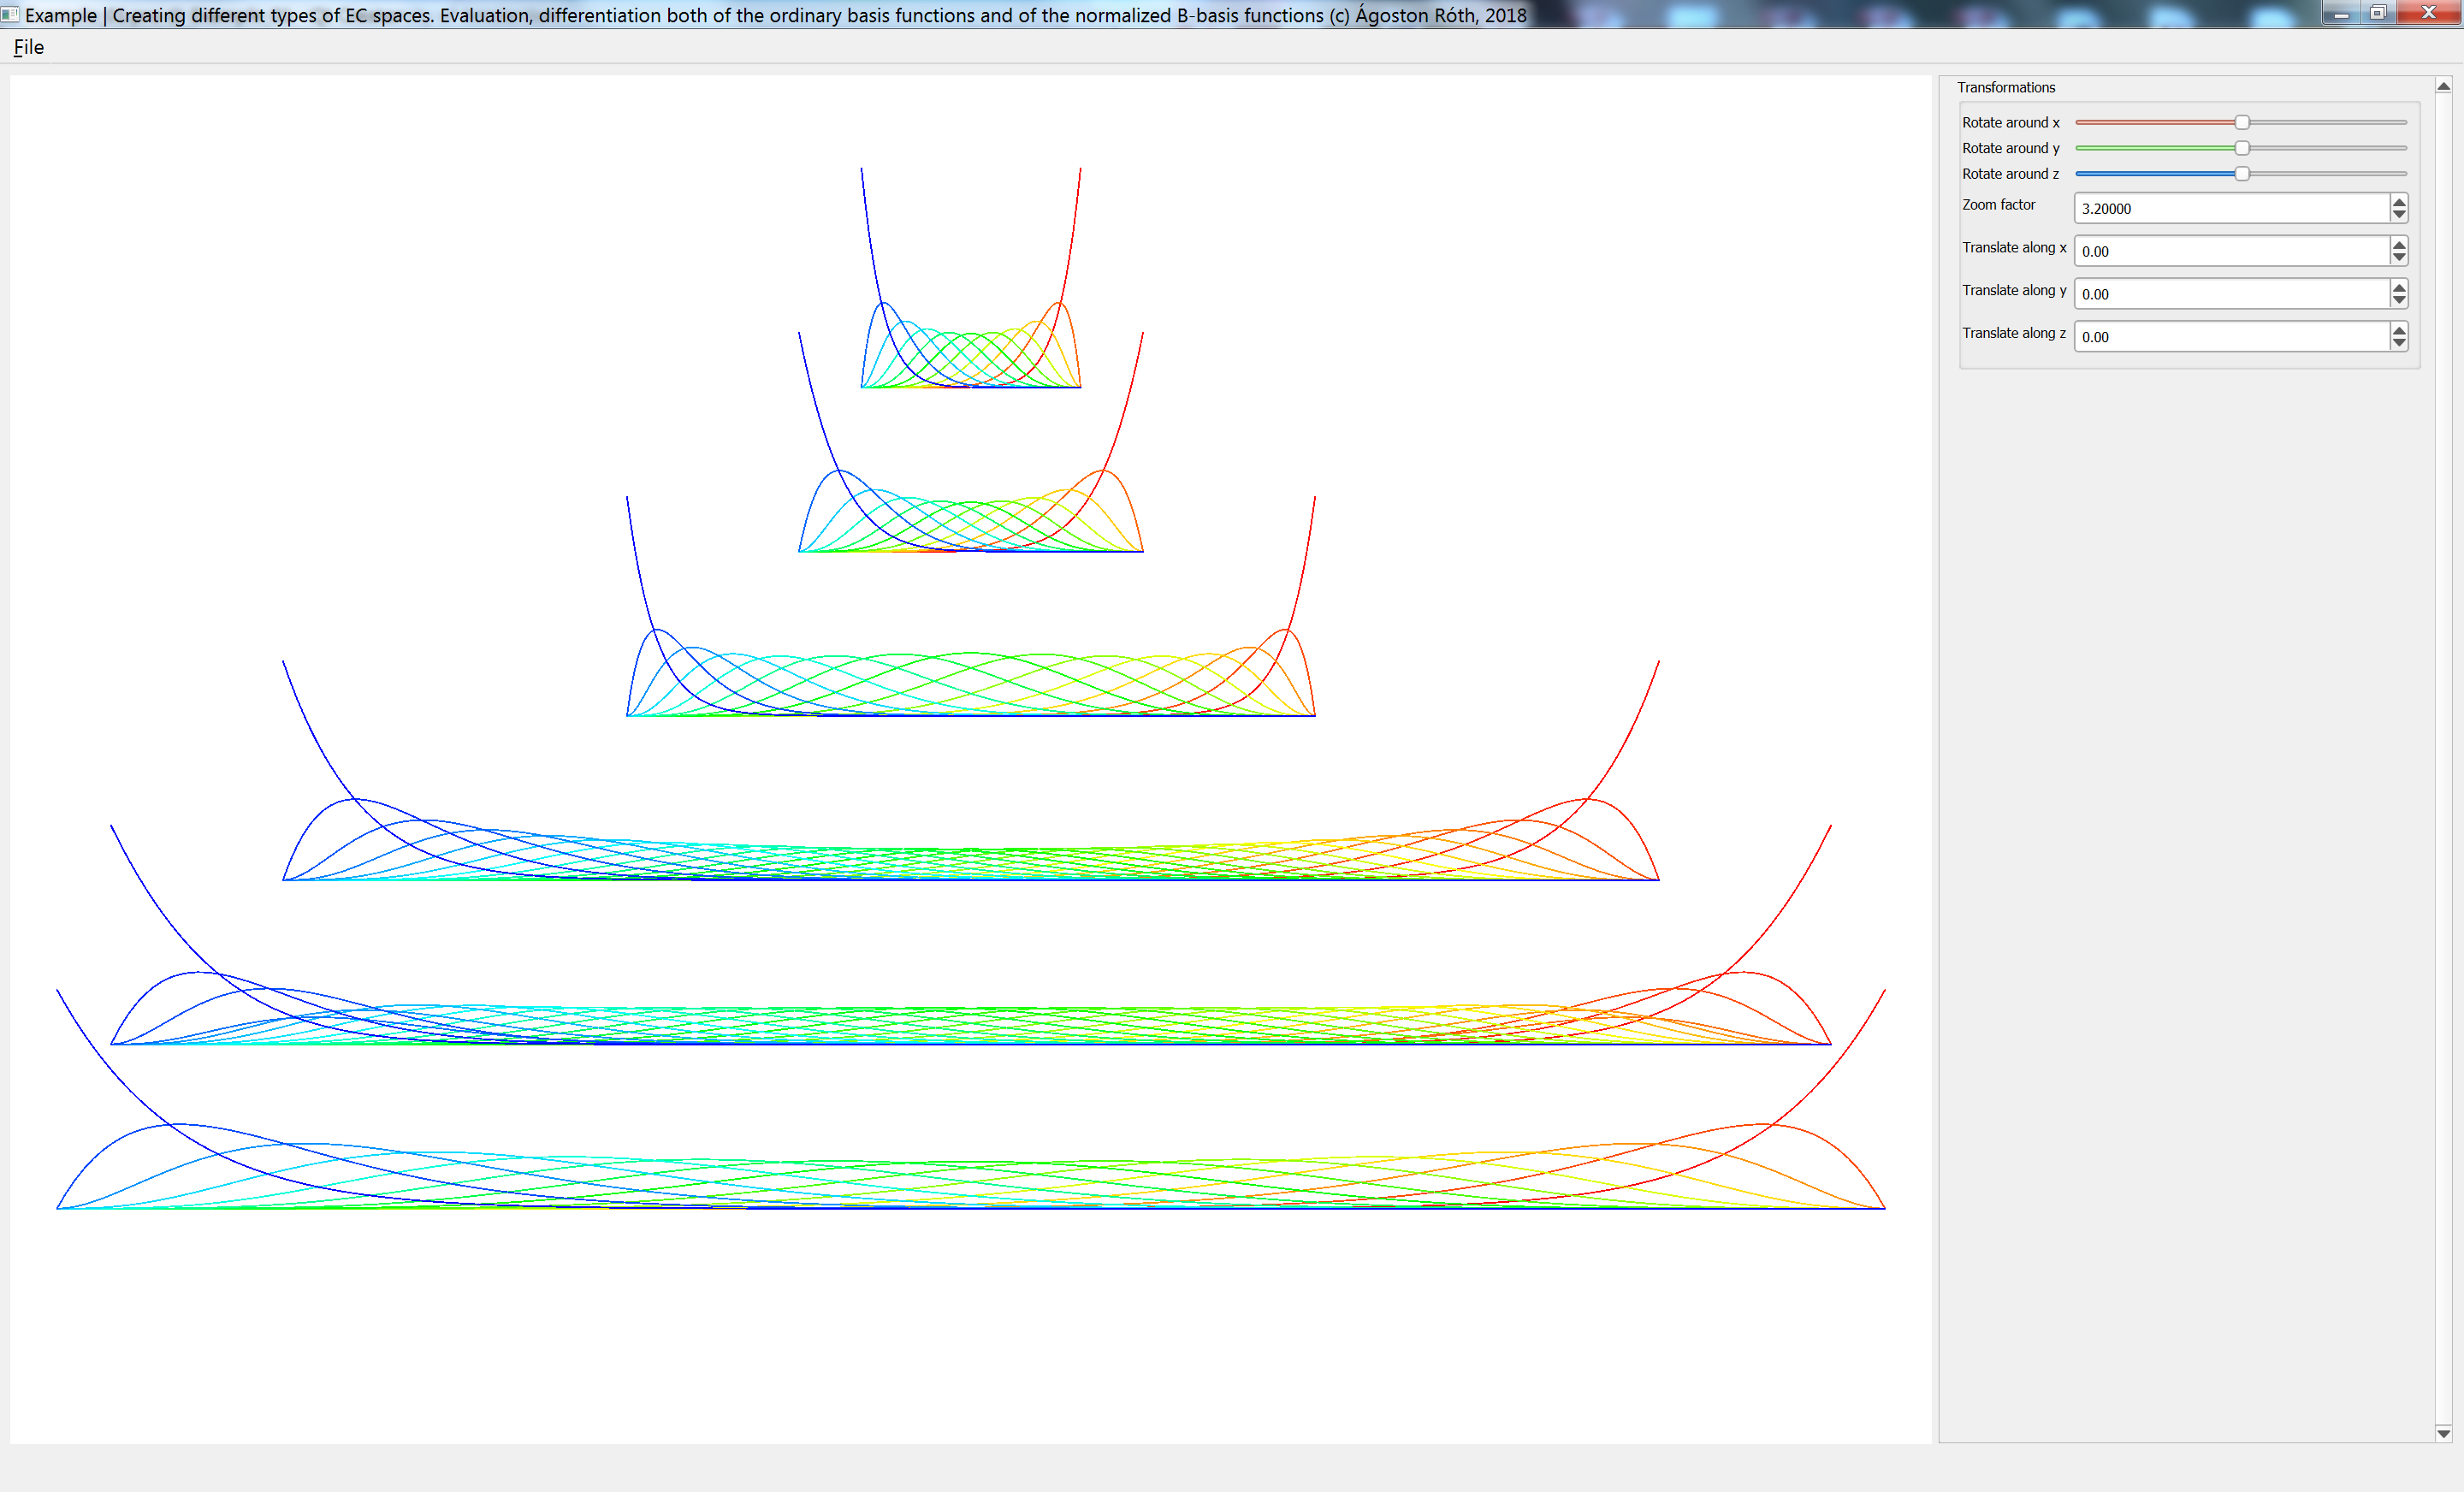 Example | Creating different types of EC spaces. Evaluation, differentiation both of the ordinary basis functions and of the normalized B-basis functions (c) Ágoston Róth, 2018
File
Transformations
Rotate around x
Rotate around y
Rotate around z
Zoom factor 3.20000
Translate along x 0.00
Translate along y 0.00
Translate along z 0.00